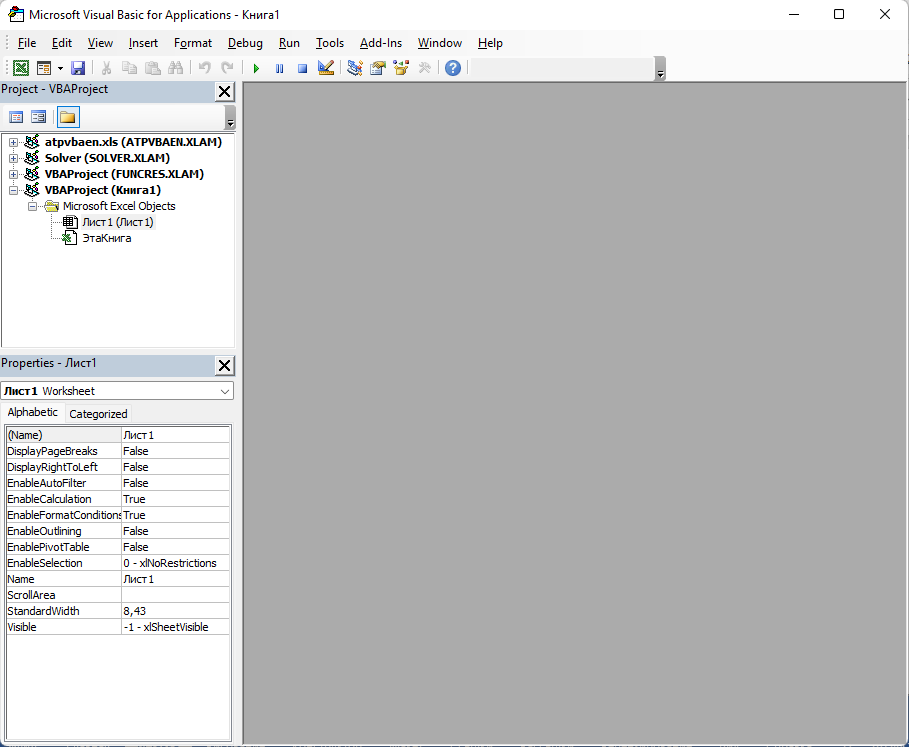 Microsoft Visual Basic for Applications - Книга1
File Edit View Insert Format Debug Run Tools Add-Ins Window Help
Project - VBAProject
atpvbaen.xls (ATPVBAEN.XLAM)
Solver (SOLVER.XLAM)
VBAProject (FUNCRES.XLAM)
VBAProject (Книга1)
Microsoft Excel Objects
Лист1 (Лист1)
ЭтаКнига
Properties - Лист1
Лист1 Worksheet
Alphabetic Categorized
(Name) Лист1
DisplayPageBreaks False
DisplayRightToLeft False
EnableAutoFilter False
EnableCalculation True
EnableFormatConditions True
EnableOutlining False
EnablePivotTable False
EnableSelection 0 - xlNoRestrictions
Name Лист1
ScrollArea
StandardWidth 8,43
Visible -1 - xlSheetVisible